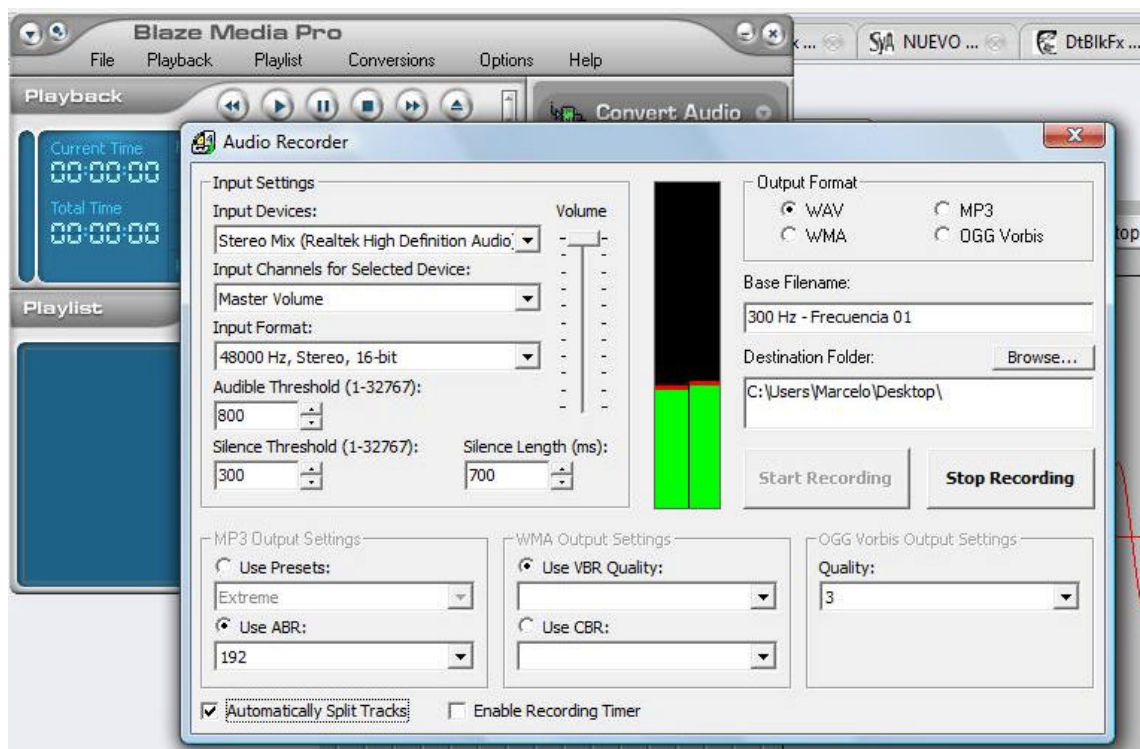 Blaze Media Pro
File Playback Playlist Conversions Options Help
x ... SyA NUEVO ... DtBlkFx ...
Playback
Convert Audio
Current Time
00:00:00
Total Time
00:00:00
Playlist
Audio Recorder
Input Settings
Input Devices:
Stereo Mix (Realtek High Definition Audio)
Input Channels for Selected Device:
Master Volume
Input Format:
48000 Hz, Stereo, 16-bit
Audible Threshold (1-32767):
800
Silence Threshold (1-32767):
300
Silence Length (ms):
700
Volume
Output Format
WAV MP3
WMA OGG Vorbis
Base Filename:
300 Hz - Frecuencia 01
Destination Folder: Browse...
C:\Users\Marcelo\Desktop\
Start Recording Stop Recording
MP3 Output Settings
Use Presets:
Extreme
Use ABR:
192
WMA Output Settings
Use VBR Quality:
Use CBR:
OGG Vorbis Output Settings
Quality:
3
Automatically Split Tracks Enable Recording Timer